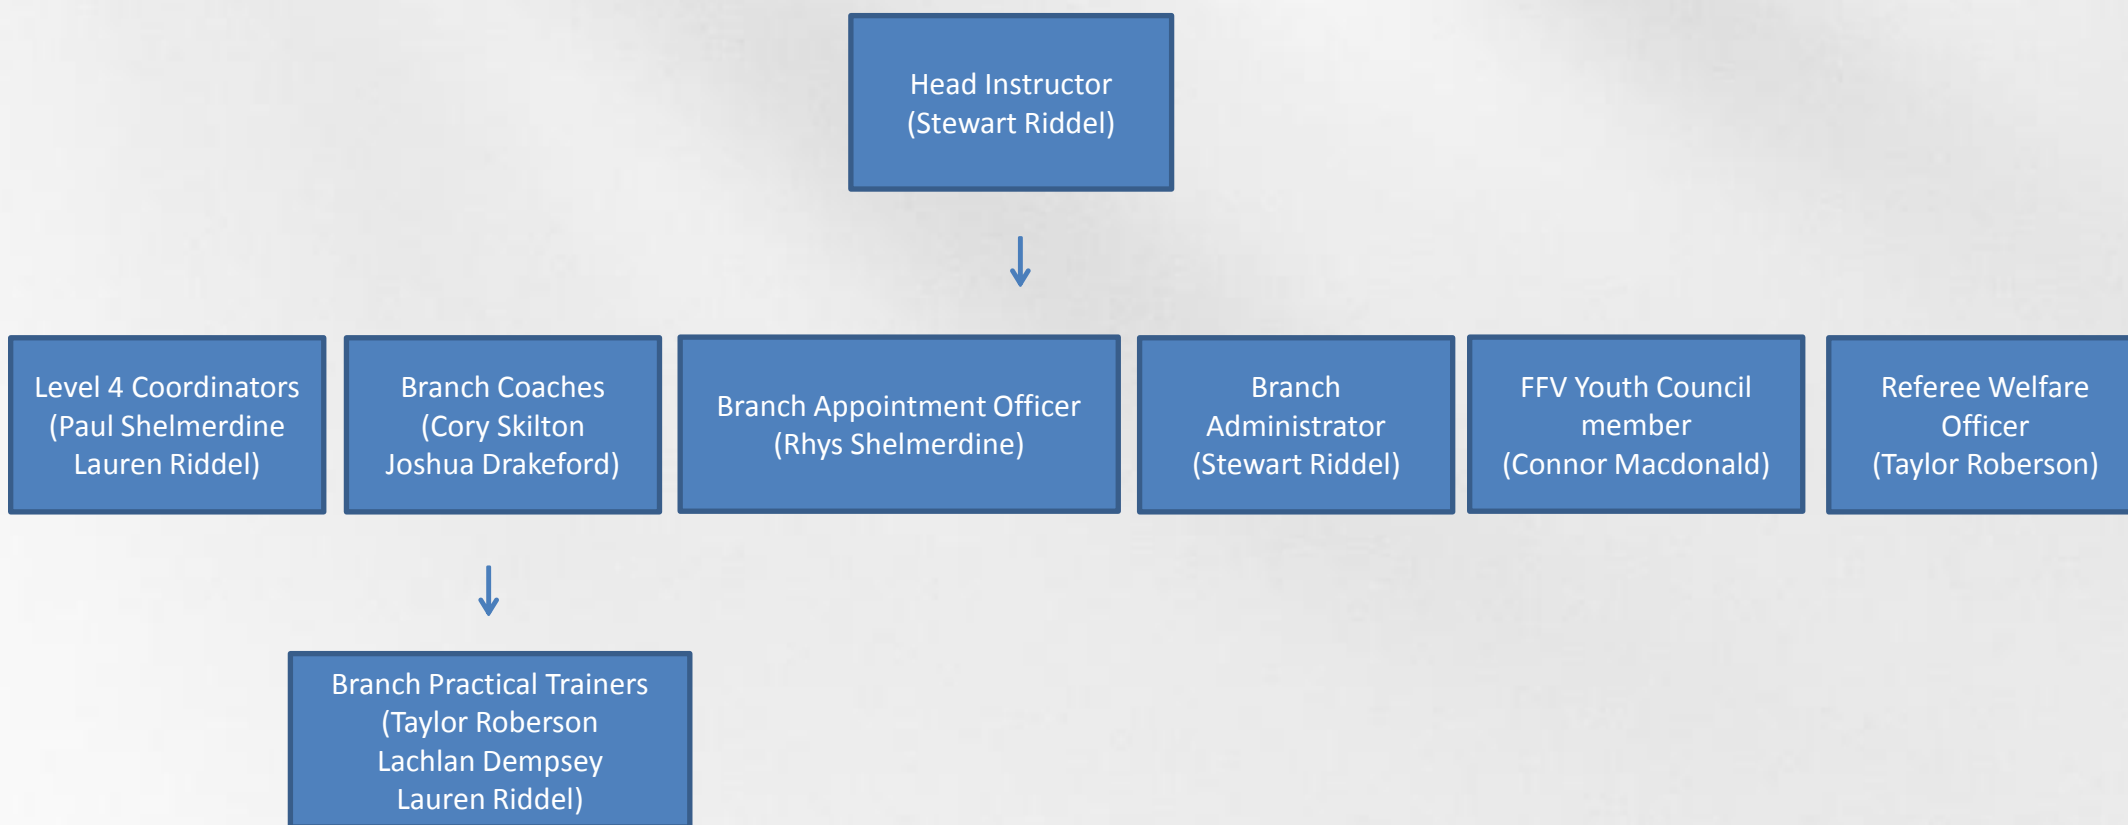 Head Instructor
(Stewart Riddel)
Level 4 Coordinators
(Paul Shelmerdine
Lauren Riddel)
Branch Coaches
(Cory Skilton
Joshua Drakeford)
Branch Appointment Officer
(Rhys Shelmerdine)
Branch
Administrator
(Stewart Riddel)
FFV Youth Council
member
(Connor Macdonald)
Referee Welfare
Officer
(Taylor Roberson)
Branch Practical Trainers
(Taylor Roberson
Lachlan Dempsey
Lauren Riddel)